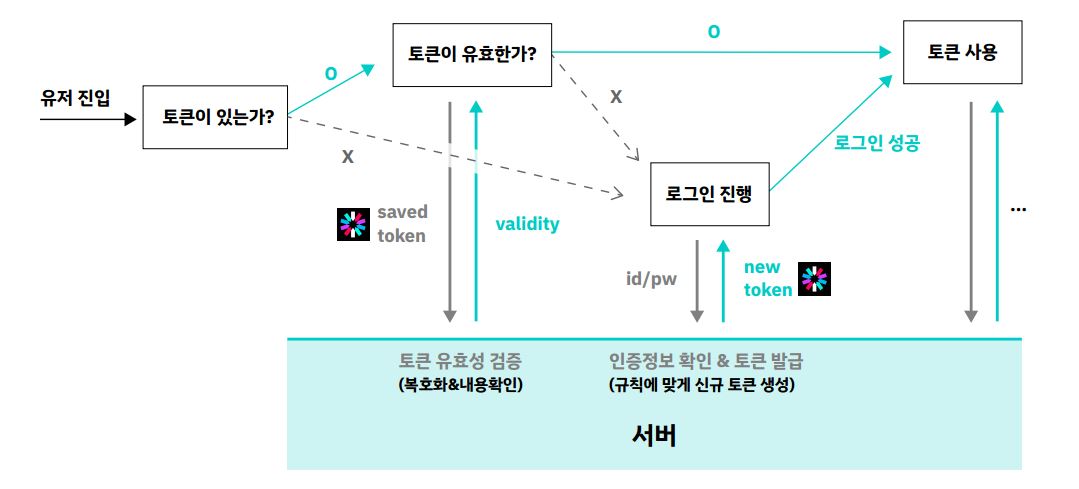 유저 진입
토큰이 있는가?
O
X
토큰이 유효한가?
O
X
토큰 사용
로그인 성공
로그인 진행
saved
token
validity
id/pw
new
token
...
토큰 유효성 검증
(복호화&내용확인)
인증정보 확인 & 토큰 발급
(규칙에 맞게 신규 토큰 생성)
서버